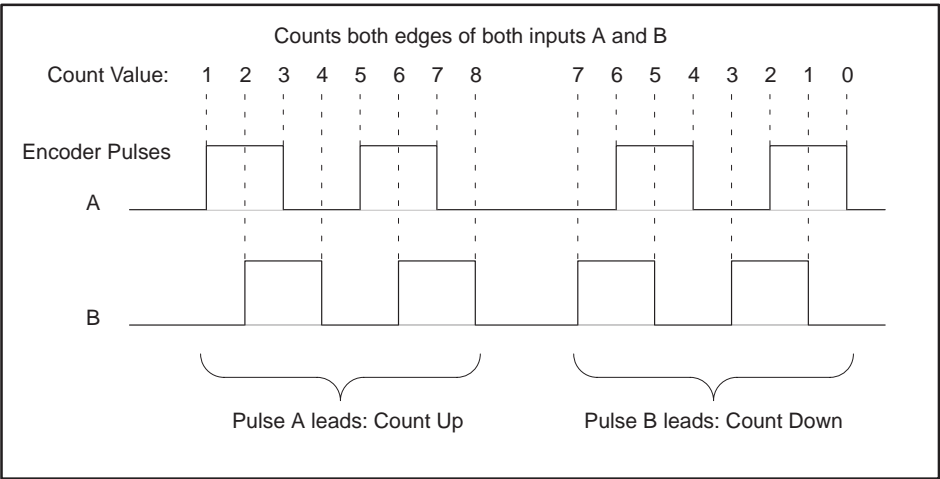 Counts both edges of both inputs A and B
Count Value: 1 2 3 4 5 6 7 8 7 6 5 4 3 2 1 0
Encoder Pulses
A
B
Pulse A leads: Count Up Pulse B leads: Count Down